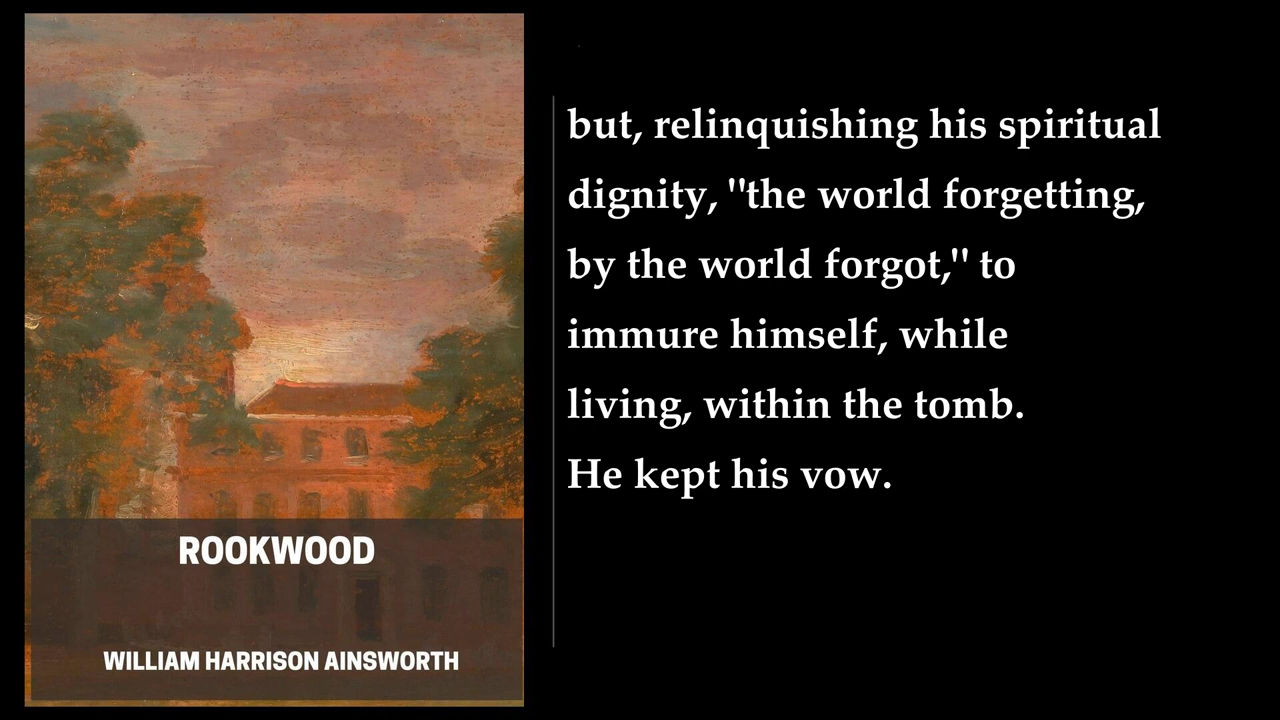 but, relinquishing his spiritual
dignity, "the world forgetting,
by the world forgot," to
immure himself, while
living, within the tomb.
He kept his vow.
ROOKWOOD
WILLIAM HARRISON AINSWORTH